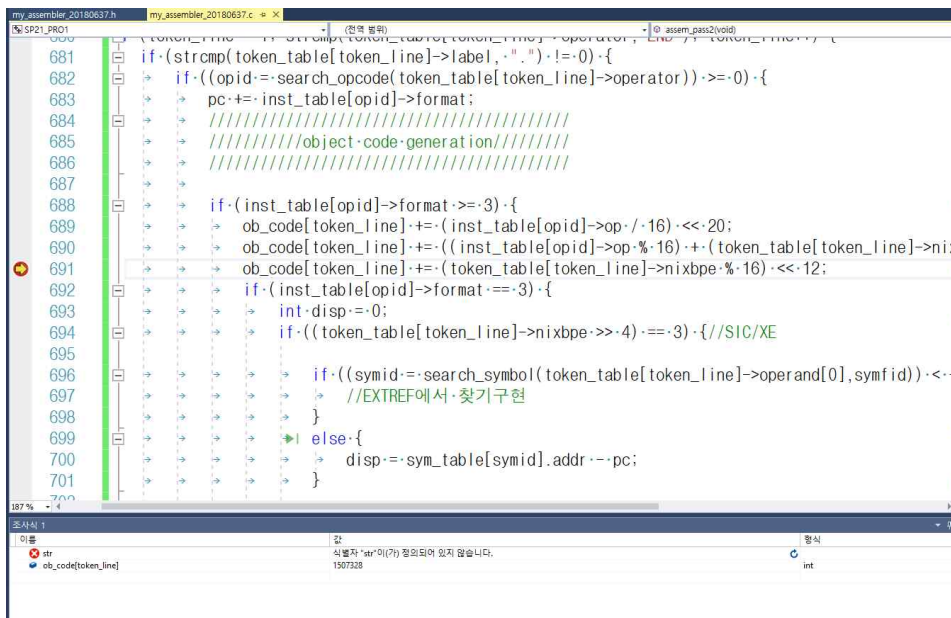 my_assembler_20180637.h my_assembler_20180637.c
SP21_PRO1 (전역 범위) assem_pass2(void)
681 if (strcmp(token_table[token_line]->label, ".") != 0) {
682 if ((opid = search_opcode(token_table[token_line]->operator)) >= 0) {
683 pc += inst_table[opid]->format;
684 //////////////////////////////////////////
685 ///////////object code generation/////////
686 //////////////////////////////////////////
687
688 if (inst_table[opid]->format >= 3) {
689 ob_code[token_line] += (inst_table[opid]->op / 16) << 20;
690 ob_code[token_line] += ((inst_table[opid]->op % 16) + (token_table[token_line]->nix
691 ob_code[token_line] += (token_table[token_line]->nixbpe % 16) << 12;
692 if (inst_table[opid]->format == 3) {
693 int disp = 0;
694 if ((token_table[token_line]->nixbpe >> 4) == 3) {//SIC/XE
695
696 if ((symid = search_symbol(token_table[token_line]->operand[0],symfid)) <
697 //EXTREF에서 찾기구현
698 }
699 else {
700 disp = sym_table[symid].addr - pc;
701 }
187 %
조사식 1
이름 값 형식
str 식별자 "str"이(가) 정의되어 있지 않습니다.
ob_code[token_line] 1507328 int